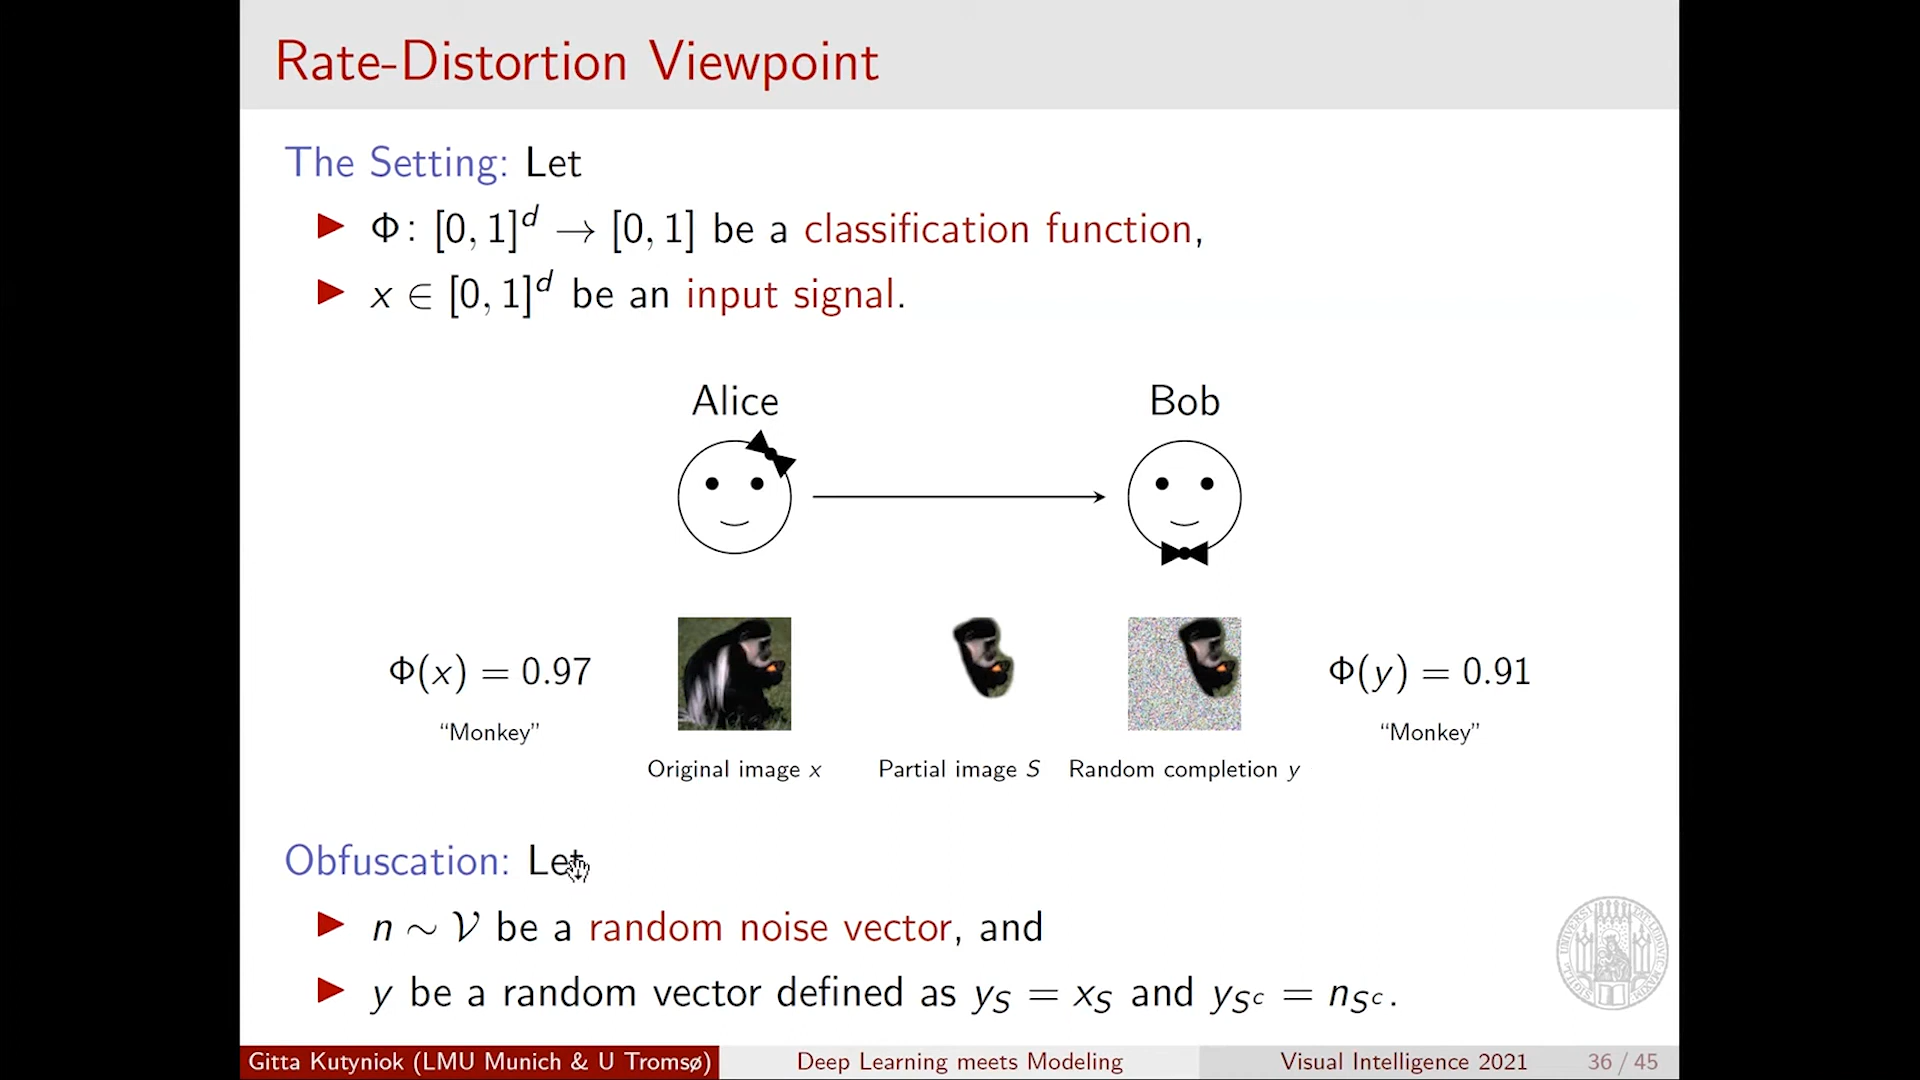 Rate-Distortion Viewpoint
The Setting: Let
Φ: [0, 1]^d → [0, 1] be a classification function,
x ∈ [0, 1]^d be an input signal.
Alice
Bob
Φ(x) = 0.97
Φ(y) = 0.91
“Monkey”
“Monkey”
Original image x
Partial image S
Random completion y
Obfuscation: Let
n ∼ 𝒱 be a random noise vector, and
y be a random vector defined as y_S = x_S and y_{S^c} = n_{S^c}.
Gitta Kutyniok (LMU Munich & U Tromsø)
Deep Learning meets Modeling
Visual Intelligence 2021
36 / 45